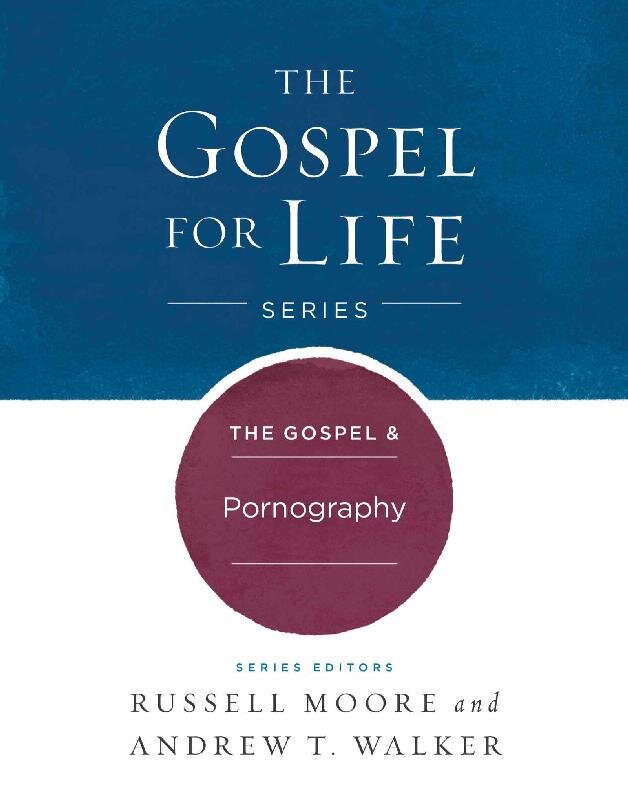 THE
GOSPEL
FOR LIFE
SERIES
THE GOSPEL &
Pornography
SERIES EDITORS
RUSSELL MOORE and
ANDREW T. WALKER